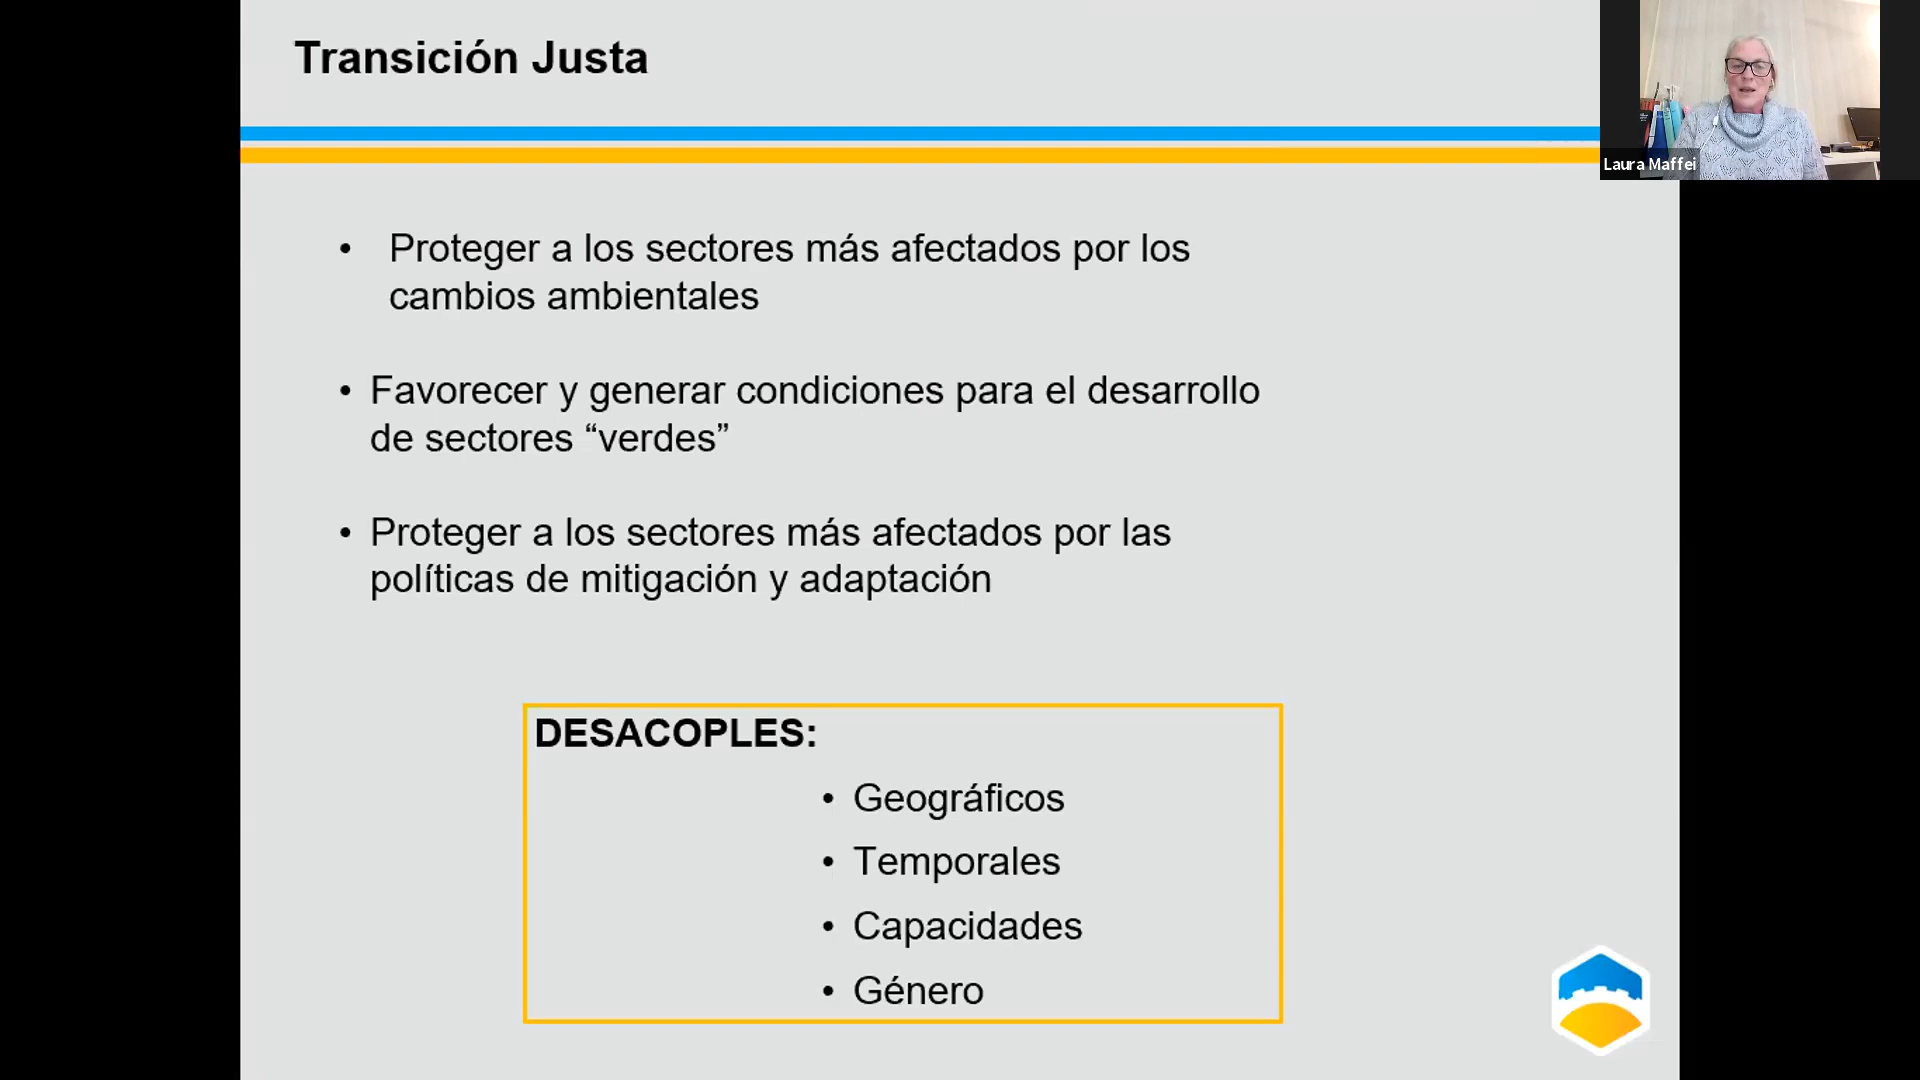 Transición Justa
Laura Maffei
• Proteger a los sectores más afectados por los
cambios ambientales
• Favorecer y generar condiciones para el desarrollo
de sectores “verdes”
• Proteger a los sectores más afectados por las
políticas de mitigación y adaptación
DESACOPLES:
• Geográficos
• Temporales
• Capacidades
• Género